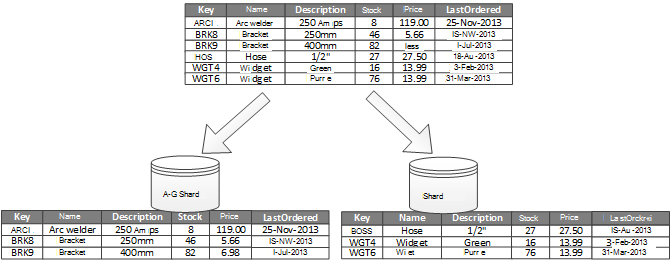 Key Name Description Stock Price LastOrdered
ARCI Arc welder 250 Amips 8 119.00 25-Nov-2013
BRK8 Bracket 250mm 46 5.66 IS-NW-2013
BRK9 Bracket 400mm 82 less I-Jul-2013
HOS Hose 1/2" 27 27.50 18-Au -2013
WGT4 Widget Green 16 13.99 3-Feb-2013
WGT6 Widget Purr e 76 13.99 31-Mar-2013
A-G Shard
Shard
Key Name Description Stock Price LastOrdered
ARCI Arc welder 250 Amips 8 119.00 25-Nov-2013
BRK8 Bracket 250mm 46 5.66 IS-NW-2013
BRK9 Bracket 400mm 82 6.98 I-Jul-2013
Key Name Description Stock Price LastOrckrei
BOSS Hose 1/2" 27 27.50 IS-Au-2013
WGT4 Widget Green 16 13.99 3-Feb-2013
WGT6 Wi et Purr e 76 13.99 31-Mar-2013